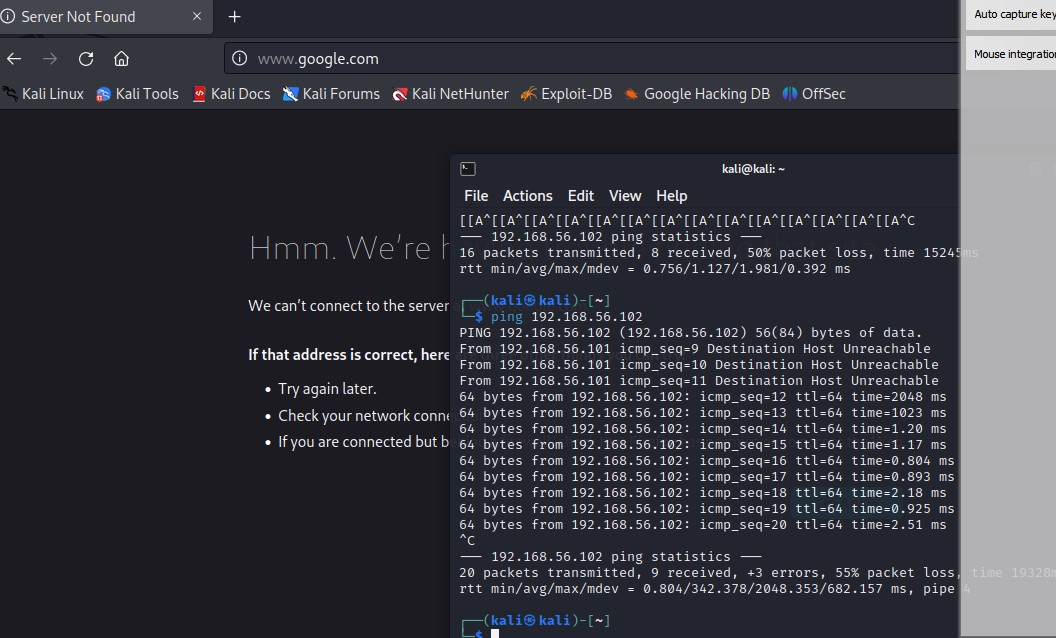 Server Not Found
www.google.com
Kali Linux Kali Tools Kali Docs Kali Forums Kali NetHunter Exploit-DB Google Hacking DB OffSec
Auto capture key
Mouse integration
Hmm. We're h
We can't connect to the server
If that address is correct, here
• Try again later.
• Check your network conne
• If you are connected but b
kali@kali: ~
File Actions Edit View Help
[[A^[[A^[[A^[[A^[[A^[[A^[[A^[[A^[[A^[[A^[[A^[[A^[[A^[[A^[[A^C
── 192.168.56.102 ping statistics ──
16 packets transmitted, 8 received, 50% packet loss, time 15245ms
rtt min/avg/max/mdev = 0.756/1.127/1.981/0.392 ms
┌──(kali㉿kali)-[~]
└─$ ping 192.168.56.102
PING 192.168.56.102 (192.168.56.102) 56(84) bytes of data.
From 192.168.56.101 icmp_seq=9 Destination Host Unreachable
From 192.168.56.101 icmp_seq=10 Destination Host Unreachable
From 192.168.56.101 icmp_seq=11 Destination Host Unreachable
64 bytes from 192.168.56.102: icmp_seq=12 ttl=64 time=2048 ms
64 bytes from 192.168.56.102: icmp_seq=13 ttl=64 time=1023 ms
64 bytes from 192.168.56.102: icmp_seq=14 ttl=64 time=1.20 ms
64 bytes from 192.168.56.102: icmp_seq=15 ttl=64 time=1.17 ms
64 bytes from 192.168.56.102: icmp_seq=16 ttl=64 time=0.804 ms
64 bytes from 192.168.56.102: icmp_seq=17 ttl=64 time=0.893 ms
64 bytes from 192.168.56.102: icmp_seq=18 ttl=64 time=2.18 ms
64 bytes from 192.168.56.102: icmp_seq=19 ttl=64 time=0.925 ms
64 bytes from 192.168.56.102: icmp_seq=20 ttl=64 time=2.51 ms
^C
── 192.168.56.102 ping statistics ──
20 packets transmitted, 9 received, +3 errors, 55% packet loss, time 19328m
rtt min/avg/max/mdev = 0.804/342.378/2048.353/682.157 ms, pipe 4
┌──(kali㉿kali)-[~]
└─$